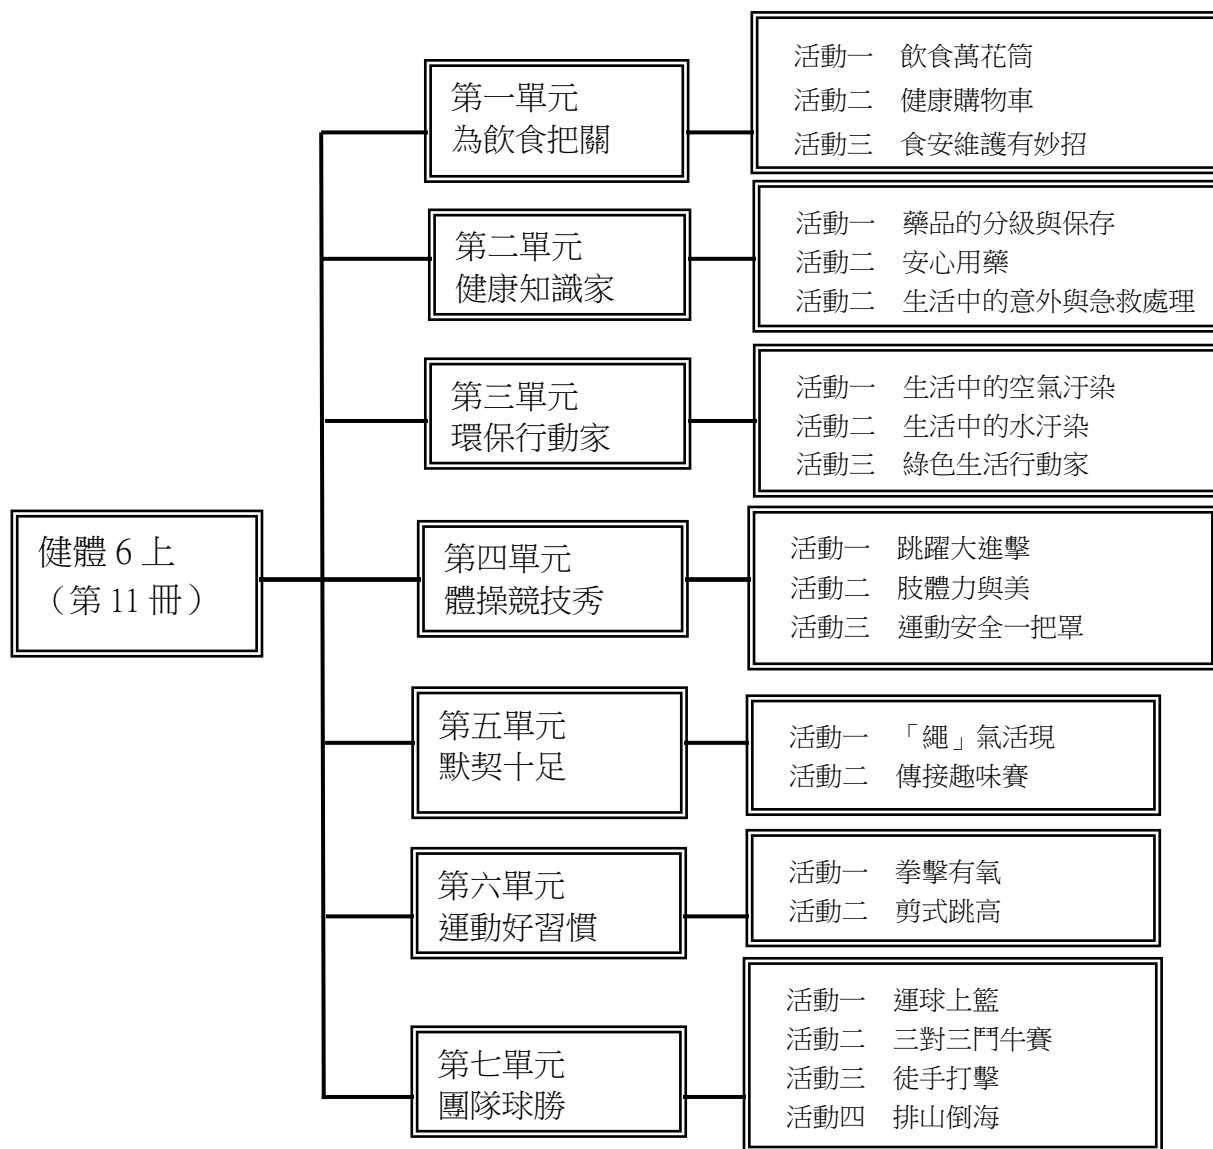 健體 6 上
（第 11 冊）
第一單元
為飲食把關
活動一　飲食萬花筒
活動二　健康購物車
活動三　食安維護有妙招
第二單元
健康知識家
活動一　藥品的分級與保存
活動二　安心用藥
活動二　生活中的意外與急救處理
第三單元
環保行動家
活動一　生活中的空氣汙染
活動二　生活中的水汙染
活動三　綠色生活行動家
第四單元
體操競技秀
活動一　跳躍大進擊
活動二　肢體力與美
活動三　運動安全一把罩
第五單元
默契十足
活動一　「繩」氣活現
活動二　傳接趣味賽
第六單元
運動好習慣
活動一　拳擊有氧
活動二　剪式跳高
第七單元
團隊球勝
活動一　運球上籃
活動二　三對三鬥牛賽
活動三　徒手打擊
活動四　排山倒海